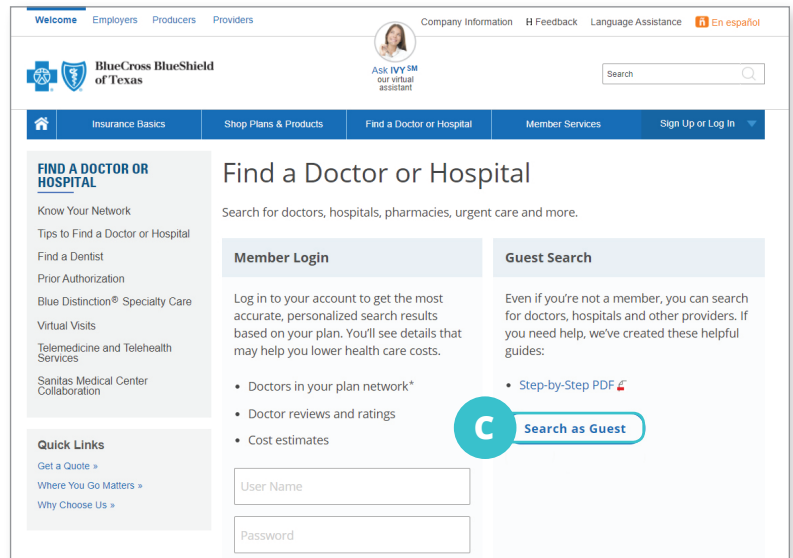 Welcome Employers Producers Providers
Company Information H Feedback Language Assistance En español
BlueCross BlueShield
of Texas
Ask IVY SM
our virtual
assistant
Search
Insurance Basics Shop Plans & Products Find a Doctor or Hospital Member Services Sign Up or Log In
FIND A DOCTOR OR
HOSPITAL
Know Your Network
Tips to Find a Doctor or Hospital
Find a Dentist
Prior Authorization
Blue Distinction® Specialty Care
Virtual Visits
Telemedicine and Telehealth
Services
Sanitas Medical Center
Collaboration
Quick Links
Get a Quote »
Where You Go Matters »
Why Choose Us »
Find a Doctor or Hospital
Search for doctors, hospitals, pharmacies, urgent care and more.
Member Login
Log in to your account to get the most
accurate, personalized search results
based on your plan. You'll see details that
may help you lower health care costs.
• Doctors in your plan network*
• Doctor reviews and ratings
• Cost estimates
User Name
Password
Guest Search
Even if you're not a member, you can search
for doctors, hospitals and other providers. If
you need help, we've created these helpful
guides:
• Step-by-Step PDF
C Search as Guest